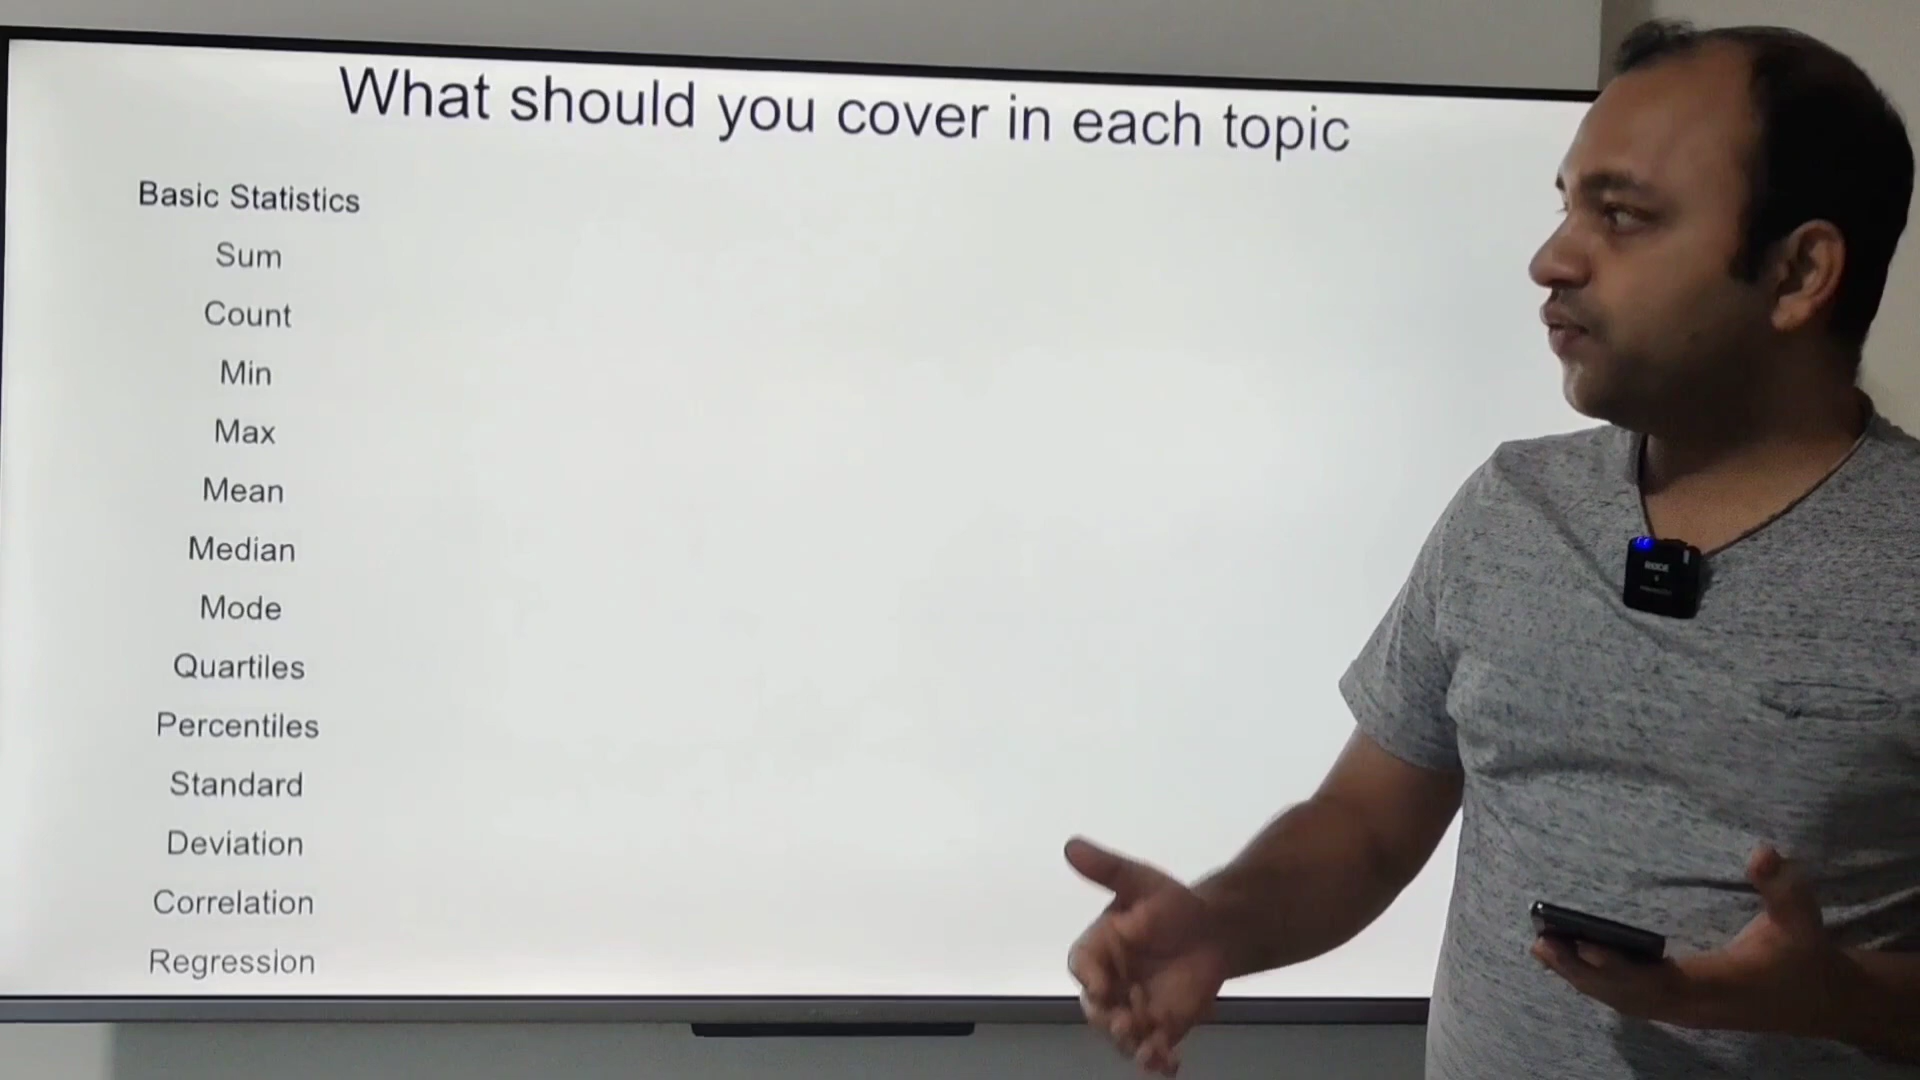 What should you cover in each topic
Basic Statistics
Sum
Count
Min
Max
Mean
Median
Mode
Quartiles
Percentiles
Standard
Deviation
Correlation
Regression
RODE